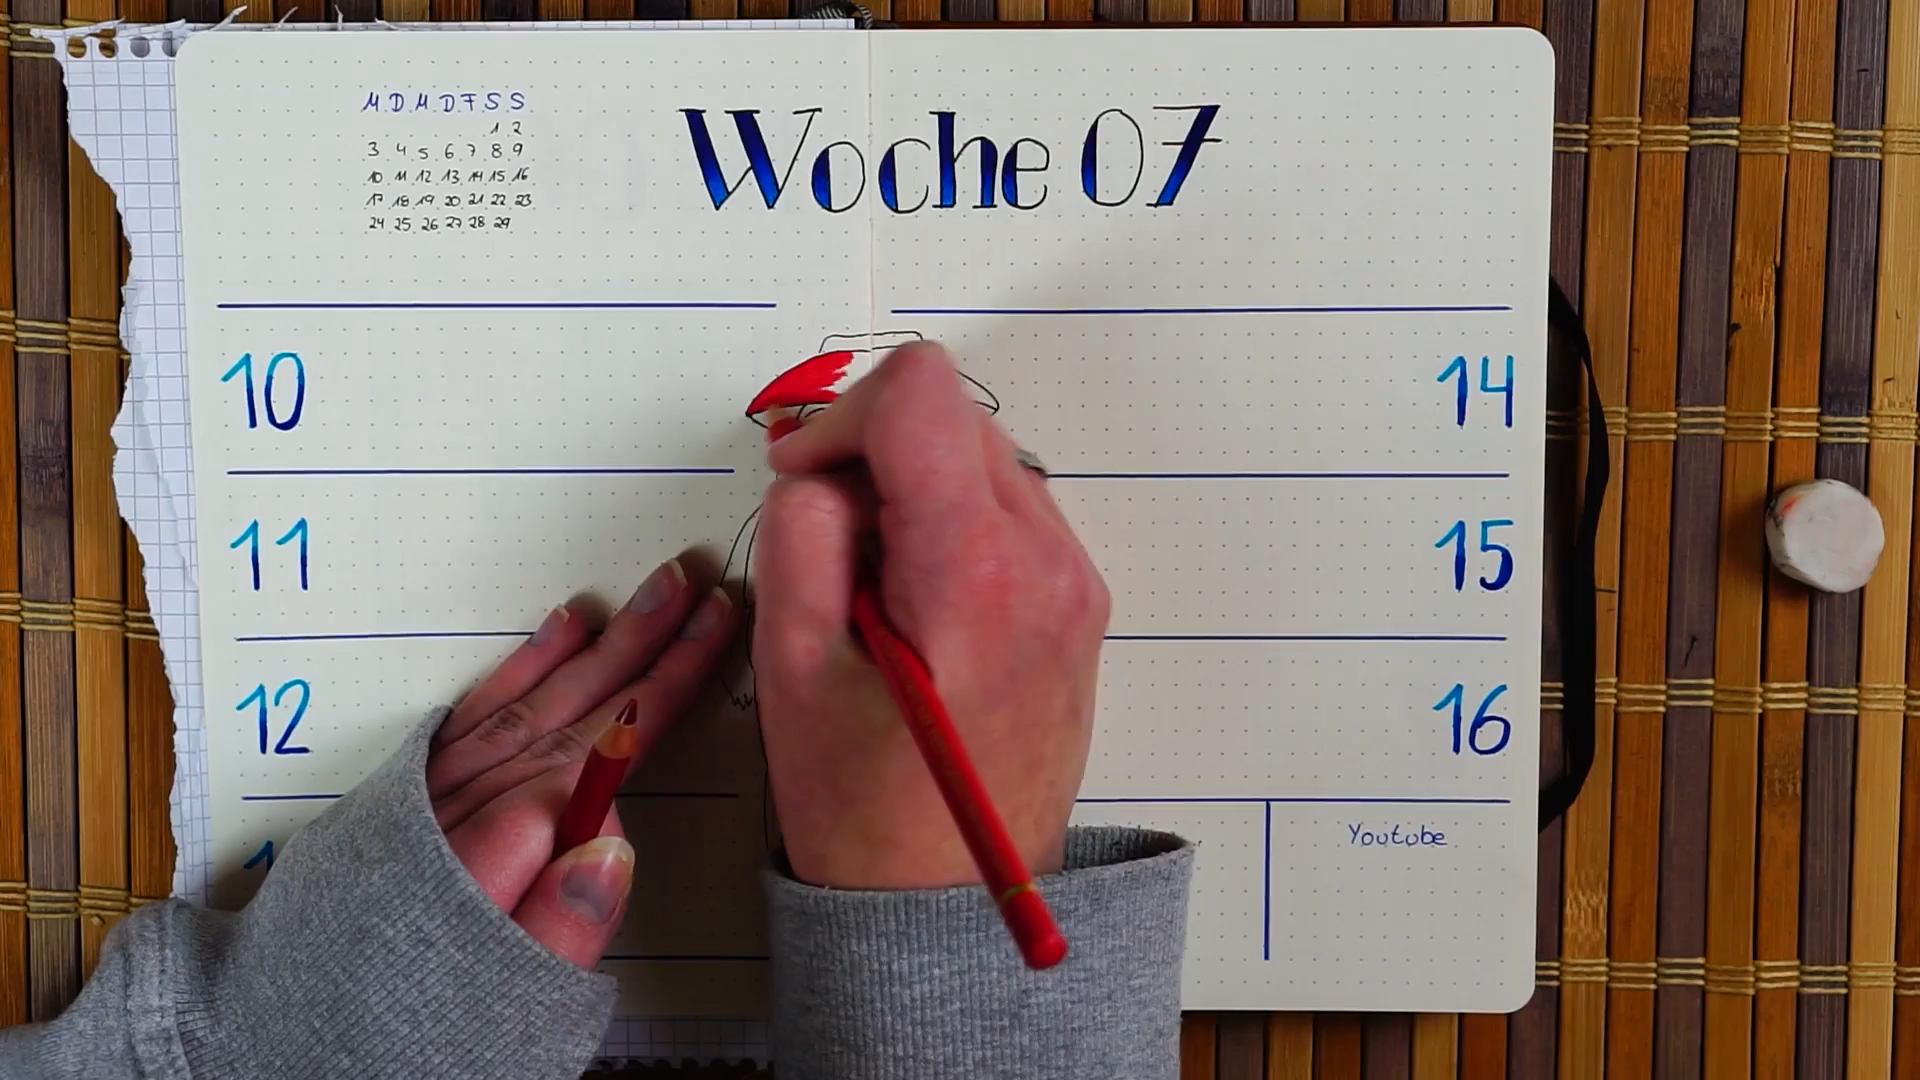 M D M D F S S
1 2
3 4 5 6 7 8 9
10 11 12 13 14 15 16
17 18 19 20 21 22 23
24 25 26 27 28 29
Woche 07
10
11
12
14
15
16
Youtube